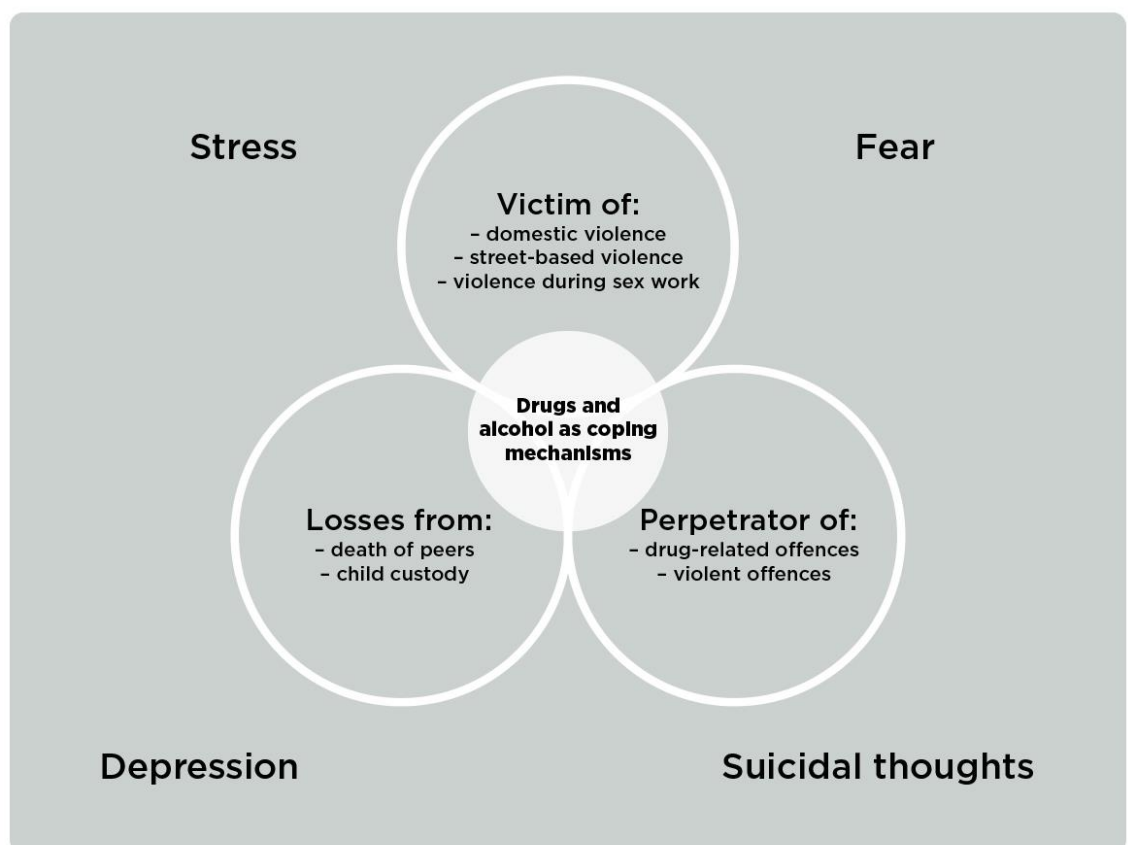 Stress
Fear
Victim of:
– domestic violence
– street-based violence
– violence during sex work
Drugs and
alcohol as coping
mechanisms
Losses from:
– death of peers
– child custody
Perpetrator of:
– drug-related offences
– violent offences
Depression
Suicidal thoughts